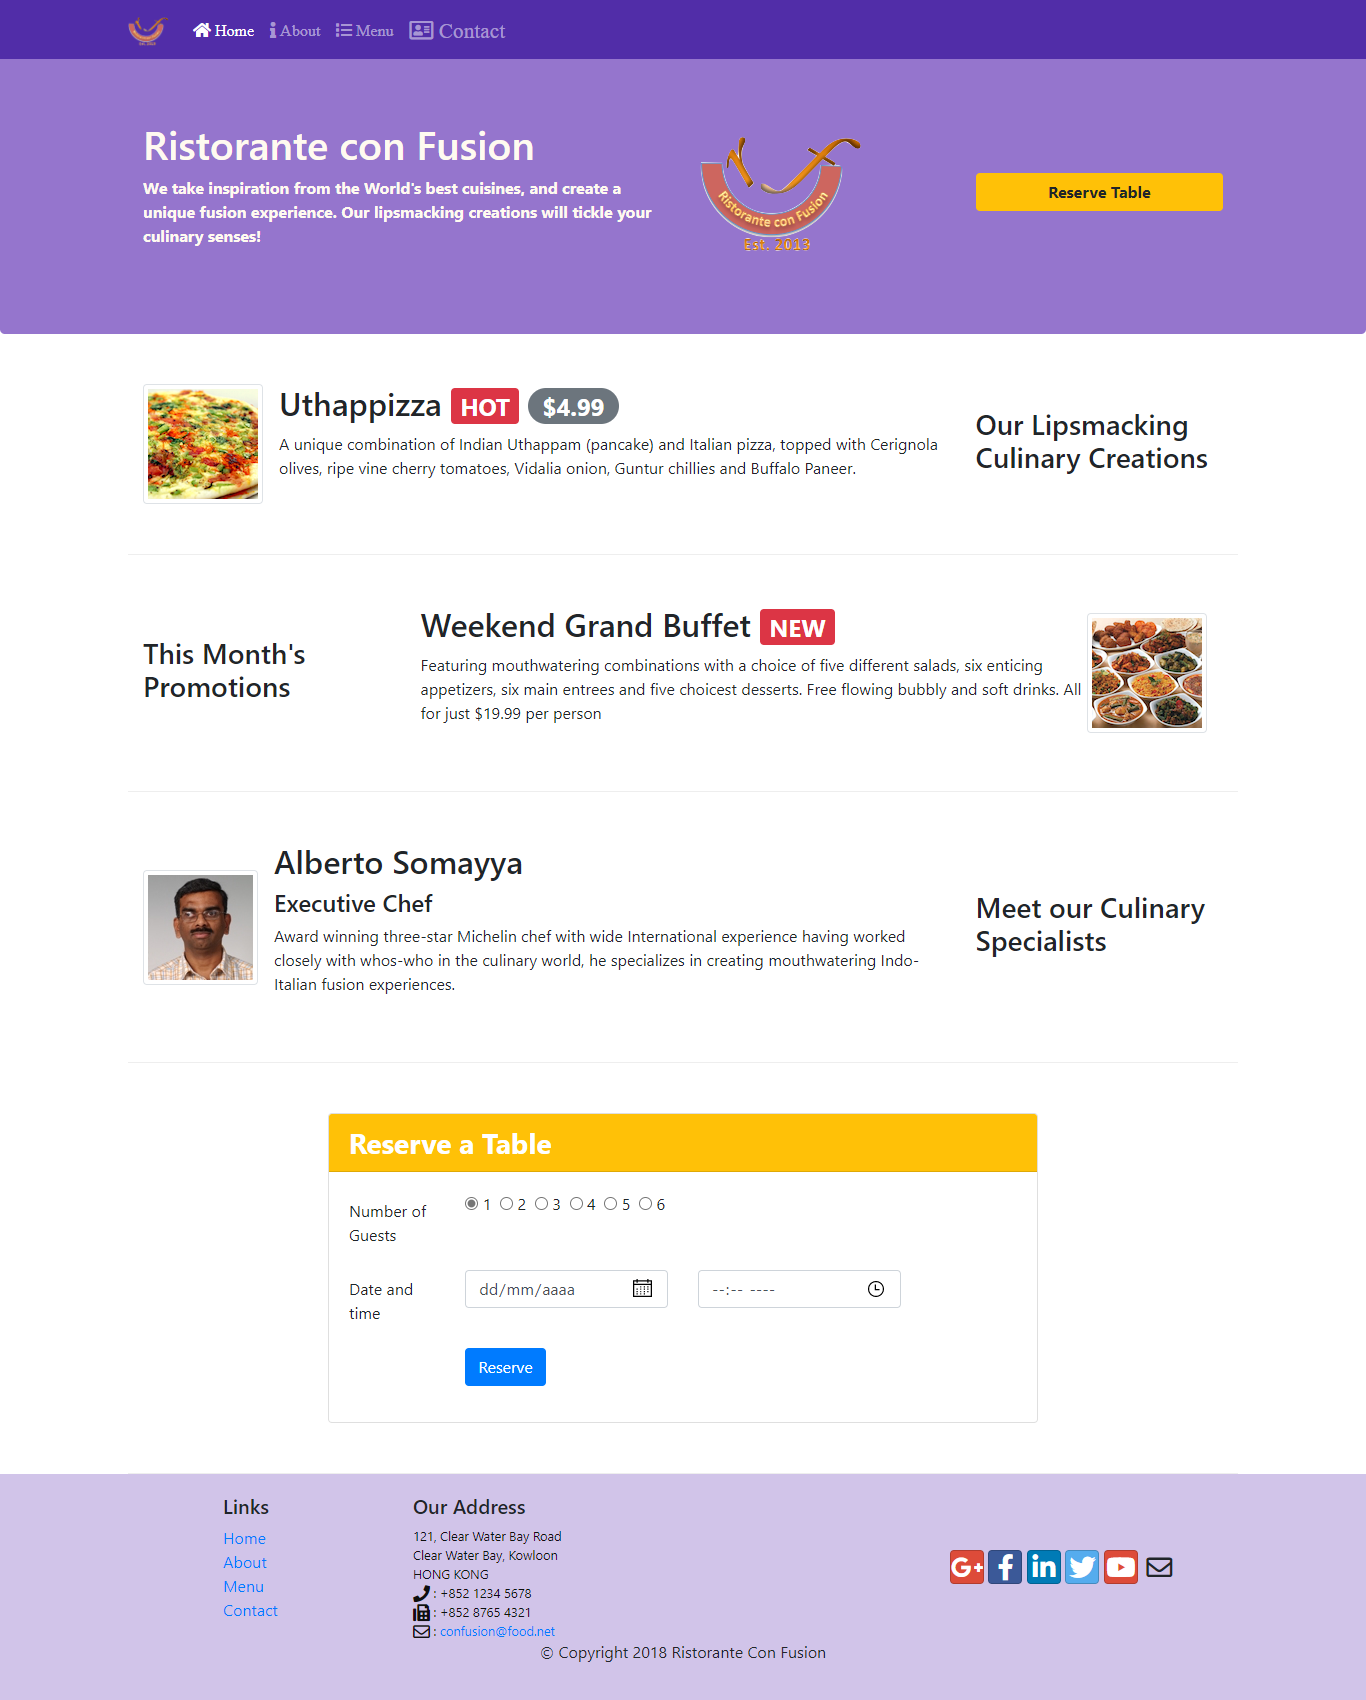 Home About Menu Contact
Ristorante con Fusion
We take inspiration from the World's best cuisines, and create a
unique fusion experience. Our lipsmacking creations will tickle your
culinary senses!
Ristorante con Fusion
Est. 2013
Reserve Table
Uthappizza HOT $4.99
A unique combination of Indian Uthappam (pancake) and Italian pizza, topped with Cerignola
olives, ripe vine cherry tomatoes, Vidalia onion, Guntur chillies and Buffalo Paneer.
Our Lipsmacking
Culinary Creations
This Month's
Promotions
Weekend Grand Buffet NEW
Featuring mouthwatering combinations with a choice of five different salads, six enticing
appetizers, six main entrees and five choicest desserts. Free flowing bubbly and soft drinks. All
for just $19.99 per person
Alberto Somayya
Executive Chef
Award winning three-star Michelin chef with wide International experience having worked
closely with whos-who in the culinary world, he specializes in creating mouthwatering Indo-
Italian fusion experiences.
Meet our Culinary
Specialists
Reserve a Table
Number of
Guests
1 2 3 4 5 6
Date and
time
dd/mm/aaaa
--:-- ----
Reserve
Links
Home
About
Menu
Contact
Our Address
121, Clear Water Bay Road
Clear Water Bay, Kowloon
HONG KONG
: +852 1234 5678
: +852 8765 4321
: confusion@food.net
© Copyright 2018 Ristorante Con Fusion